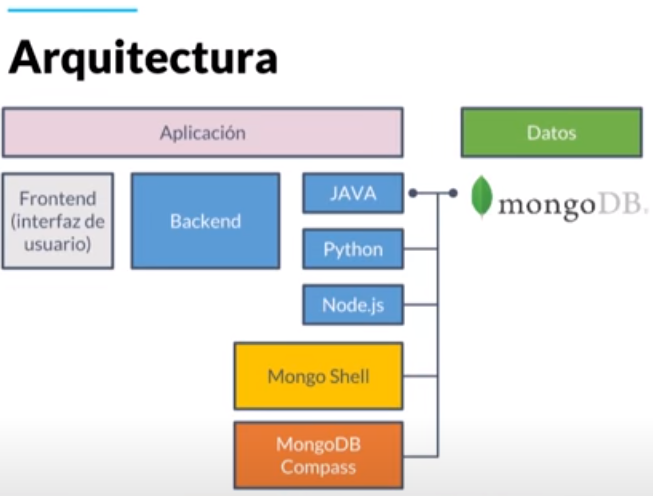 Arquitectura
Aplicación
Datos
Frontend
(interfaz de
usuario)
Backend
JAVA
Python
Node.js
mongoDB.
Mongo Shell
MongoDB
Compass